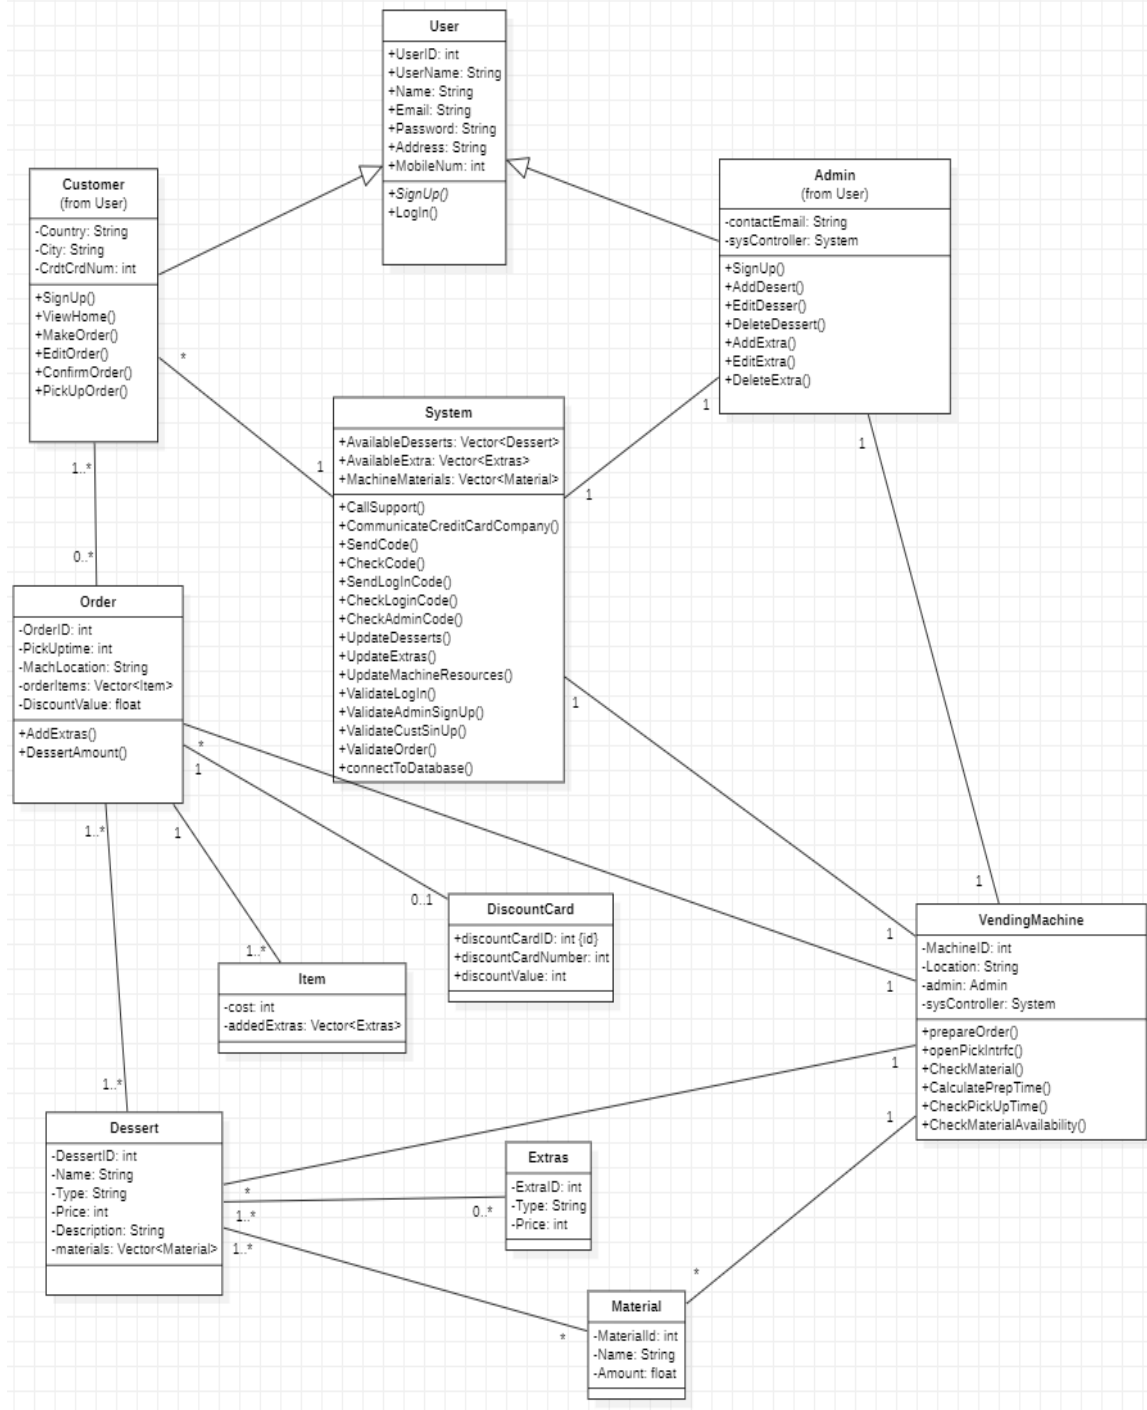 User
+UserID: int
+UserName: String
+Name: String
+Email: String
+Password: String
+Address: String
+MobileNum: int
+SignUp()
+LogIn()
Customer
(from User)
-Country: String
-City: String
-CrdtCrdNum: int
+SignUp()
+ViewHome()
+MakeOrder()
+EditOrder()
+ConfirmOrder()
+PickUpOrder()
Admin
(from User)
-contactEmail: String
-sysController: System
+SignUp()
+AddDesert()
+EditDesser()
+DeleteDessert()
+AddExtra()
+EditExtra()
+DeleteExtra()
*
1
1
1
1
1..*
0..*
System
+AvailableDesserts: Vector<Dessert>
+AvailableExtra: Vector<Extras>
+MachineMaterials: Vector<Material>
+CallSupport()
+CommunicateCreditCardCompany()
+SendCode()
+CheckCode()
+SendLogInCode()
+CheckLoginCode()
+CheckAdminCode()
+UpdateDesserts()
+UpdateExtras()
+UpdateMachineResources()
+ValidateLogIn()
+ValidateAdminSignUp()
+ValidateCustSinUp()
+ValidateOrder()
+connectToDatabase()
Order
-OrderID: int
-PickUptime: int
-MachLocation: String
-orderItems: Vector<Item>
-DiscountValue: float
+AddExtras()
+DessertAmount()
1
*
1
1..*
1
0..1
1..*
1
1
1
DiscountCard
+discountCardID: int {id}
+discountCardNumber: int
+discountValue: int
Item
-cost: int
-addedExtras: Vector<Extras>
VendingMachine
-MachineID: int
-Location: String
-admin: Admin
-sysController: System
+prepareOrder()
+openPickIntrfc()
+CheckMaterial()
+CalculatePrepTime()
+CheckPickUpTime()
+CheckMaterialAvailability()
1
1
1..*
Dessert
-DessertID: int
-Name: String
-Type: String
-Price: int
-Description: String
-materials: Vector<Material>
*
1..*
0..*
1..*
*
*
Extras
-ExtraID: int
-Type: String
-Price: int
Material
-MaterialId: int
-Name: String
-Amount: float